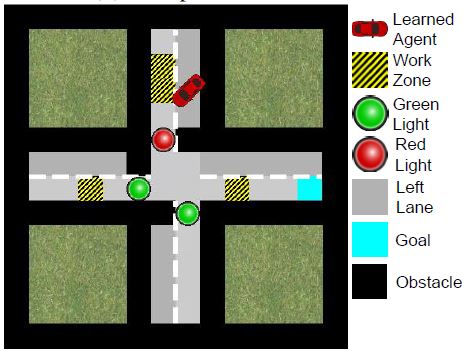 Learned
Agent
Work
Zone
Green
Light
Red
Light
Left
Lane
Goal
Obstacle